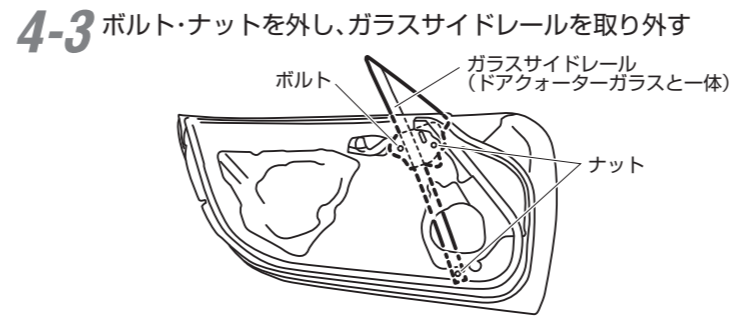 4-3 ボルト・ナットを外し、ガラスサイドレールを取り外す
ガラスサイドレール
(ドアクォーターガラスと一体)
ボルト
ナット